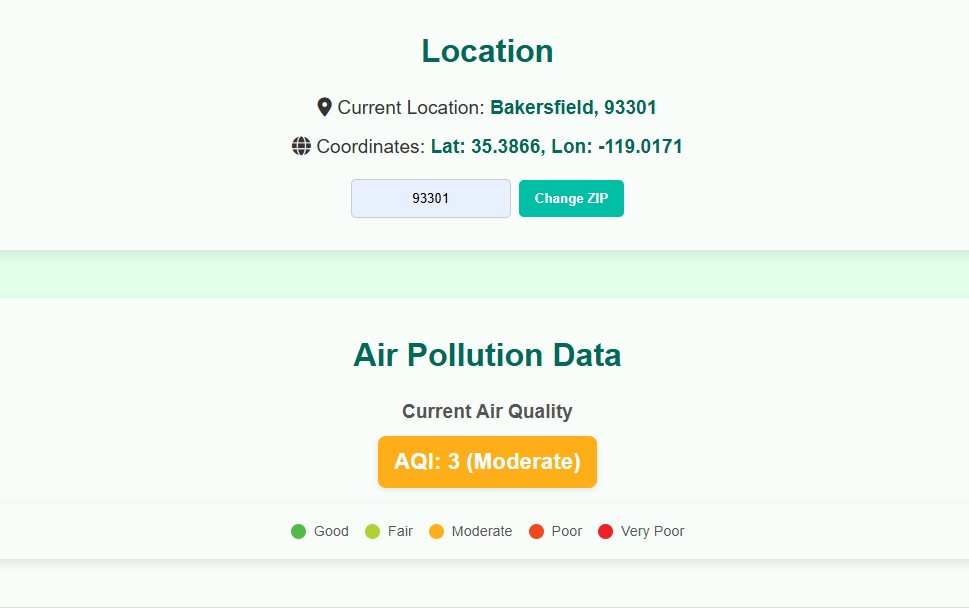 Location
Current Location: Bakersfield, 93301
Coordinates: Lat: 35.3866, Lon: -119.0171
93301 Change ZIP
Air Pollution Data
Current Air Quality
AQI: 3 (Moderate)
Good Fair Moderate Poor Very Poor